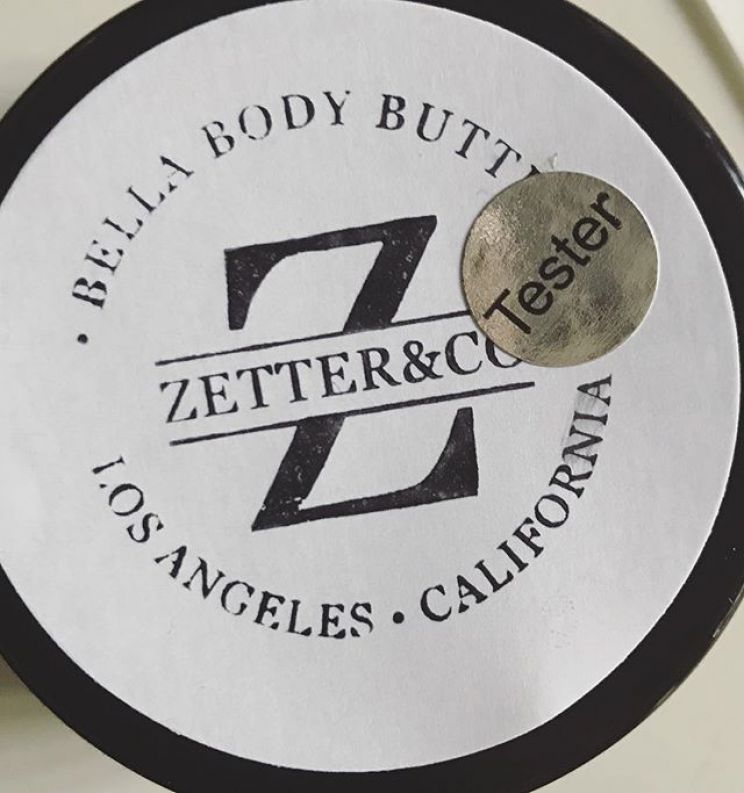 · BELLA BODY BUTT
Tester
Z
ZETTER&CO
LOS ANGELES · CALIFORNIA